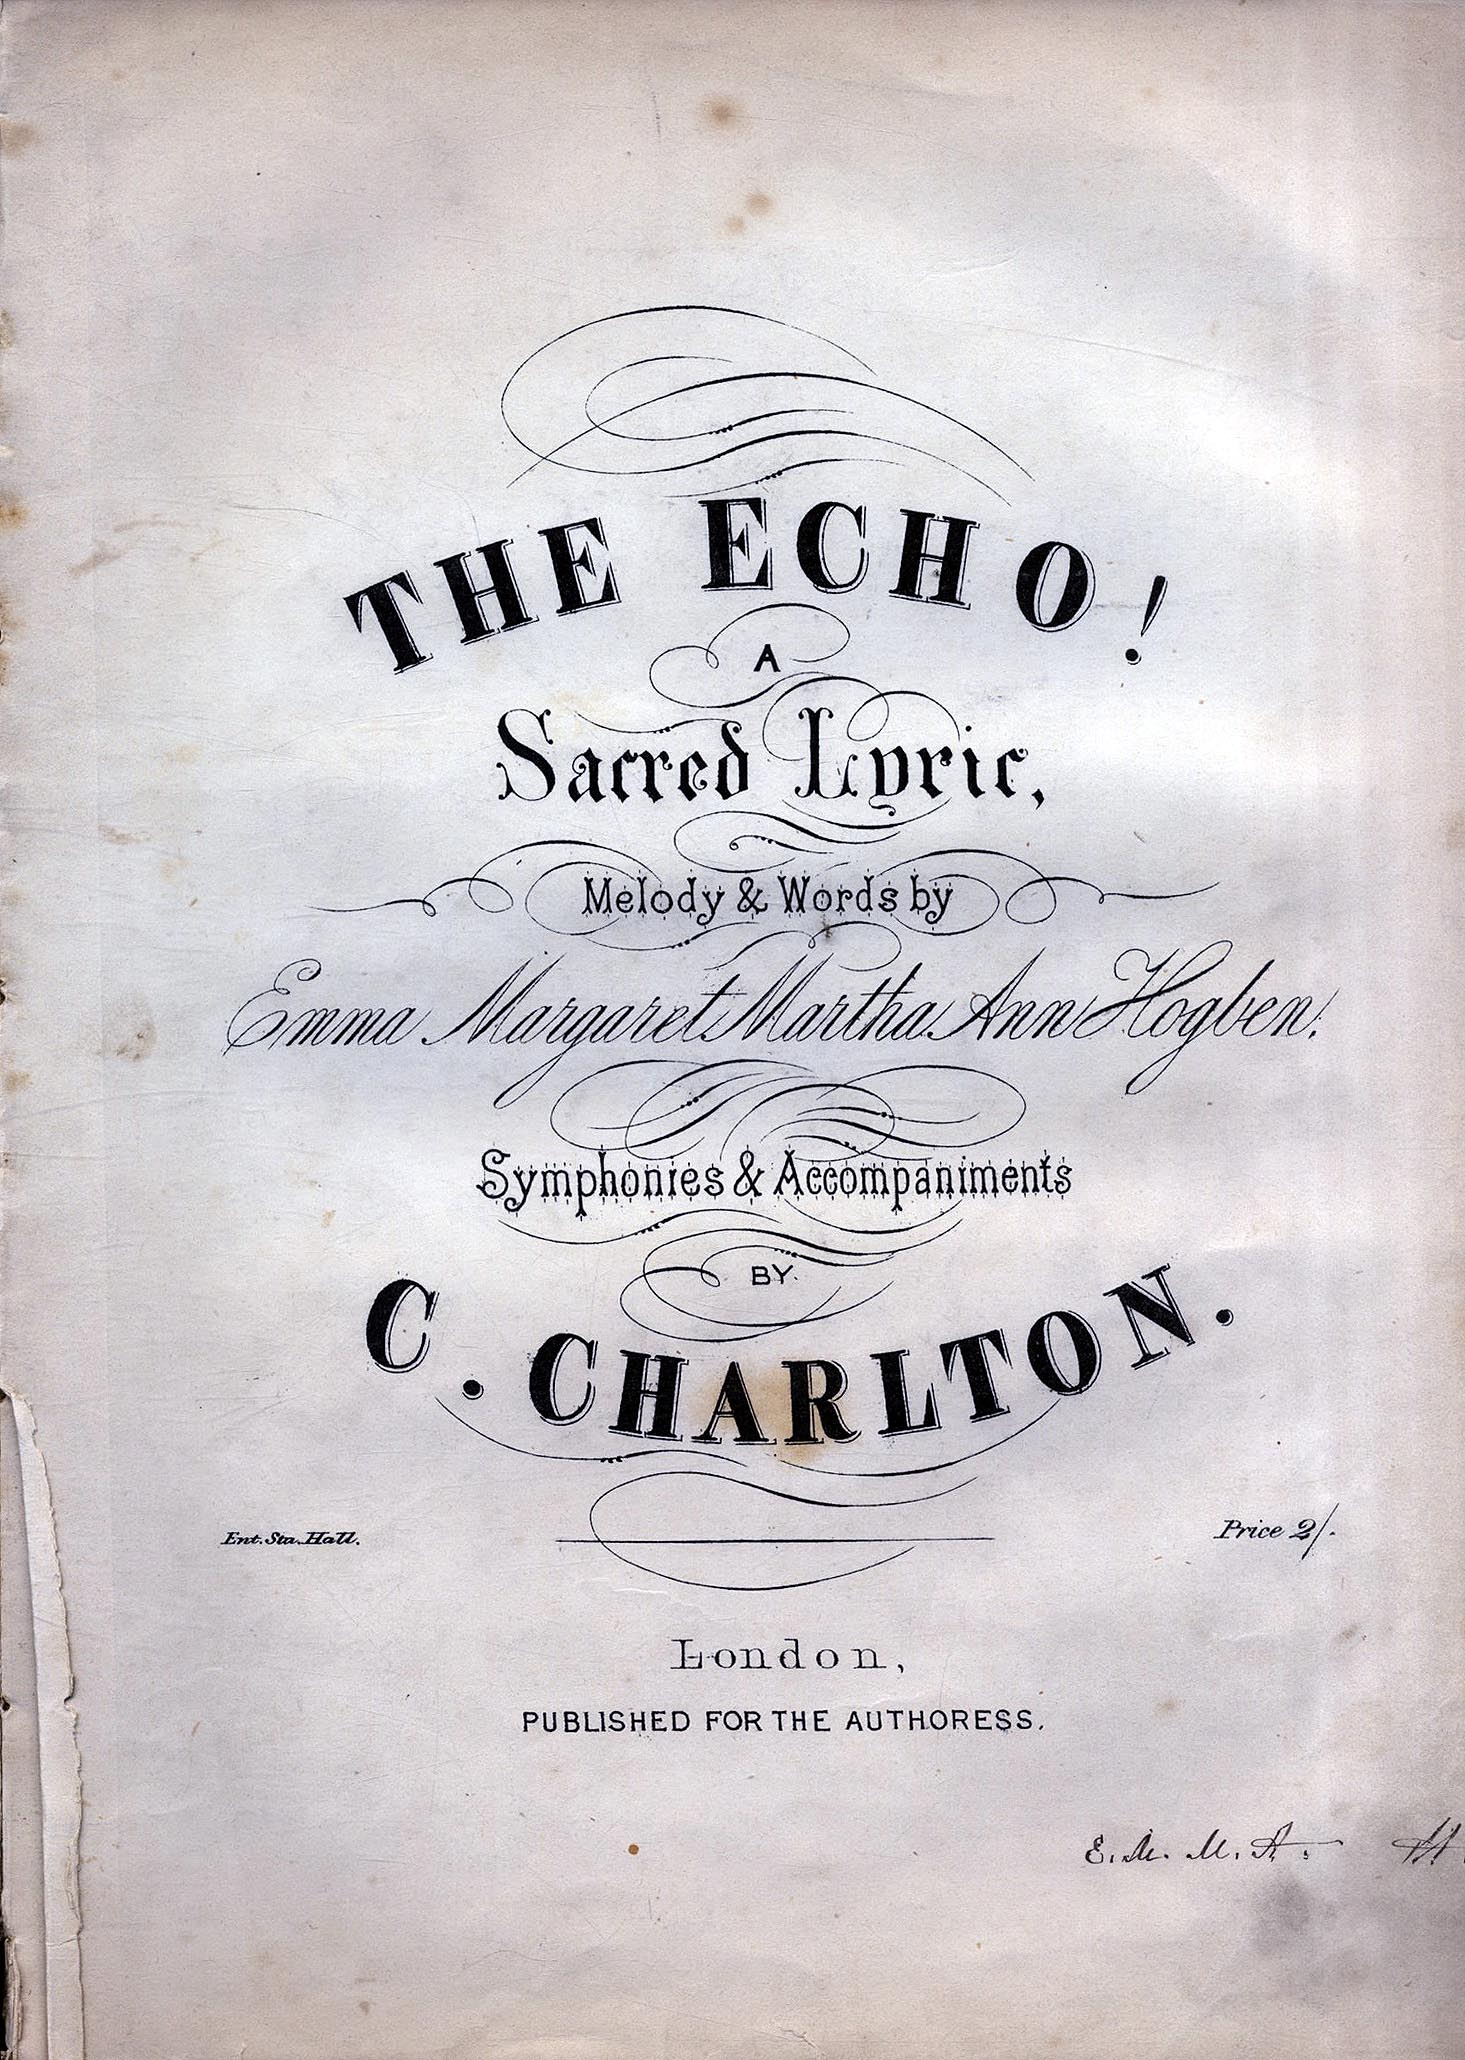 THE ECHO!
A
Sacred Lyric,
Melody & Words by
Emma Margaret Martha Ann Hogben.
Symphonies & Accompaniments
BY.
C. CHARLTON.
Ent. Sta. Hall.
Price 2/.
London,
PUBLISHED FOR THE AUTHORESS.
E. M. M. A. H